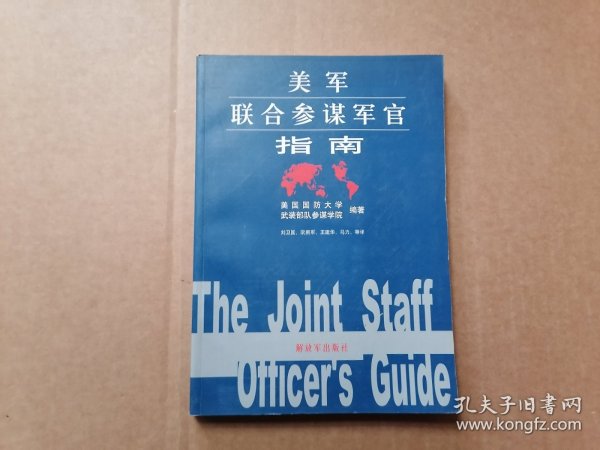 美军
联合参谋军官
指南
美国国防大学
武装部队参谋学院
编著
The Joint Staff
解放军出版社
Officer's Guide
孔夫子旧书网
www.kongfz.com